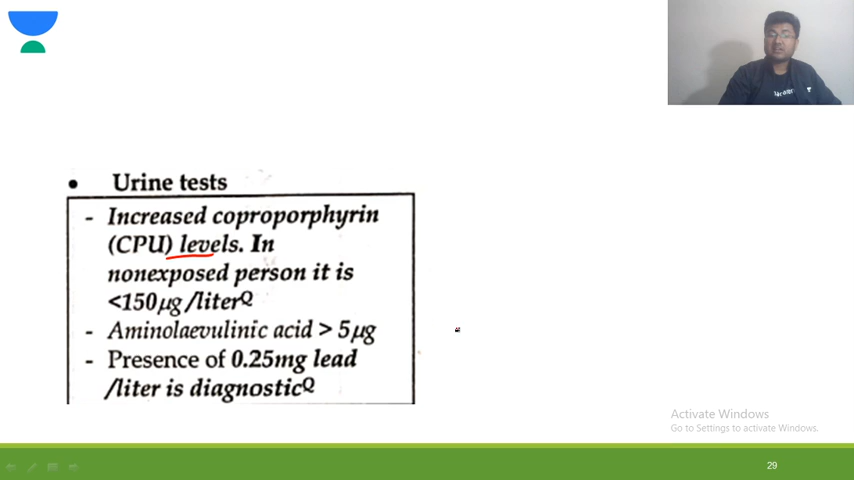 • Urine tests
- Increased coproporphyrin
(CPU) levels. In
nonexposed person it is
<150µg /literQ
- Aminolaevulinic acid > 5µg
- Presence of 0.25mg lead
/liter is diagnosticQ
Activate Windows
Go to Settings to activate Windows.
29